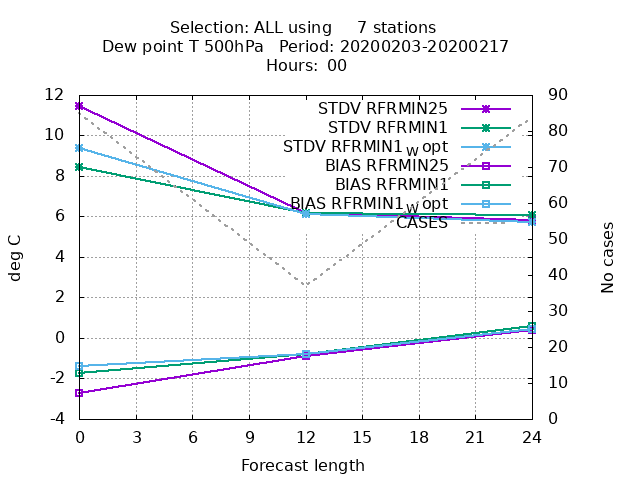 Selection: ALL using 7 stations
Dew point T 500hPa Period: 20200203-20200217
Hours: 00
STDV RFRMIN25
STDV RFRMIN1
STDV RFRMIN1_W opt
BIAS RFRMIN25
BIAS RFRMIN1
BIAS RFRMIN1_W opt
CASES
12
10
8
6
4
2
0
-2
-4
deg C
90
80
70
60
50
40
30
20
10
0
No cases
0 3 6 9 12 15 18 21 24
Forecast length